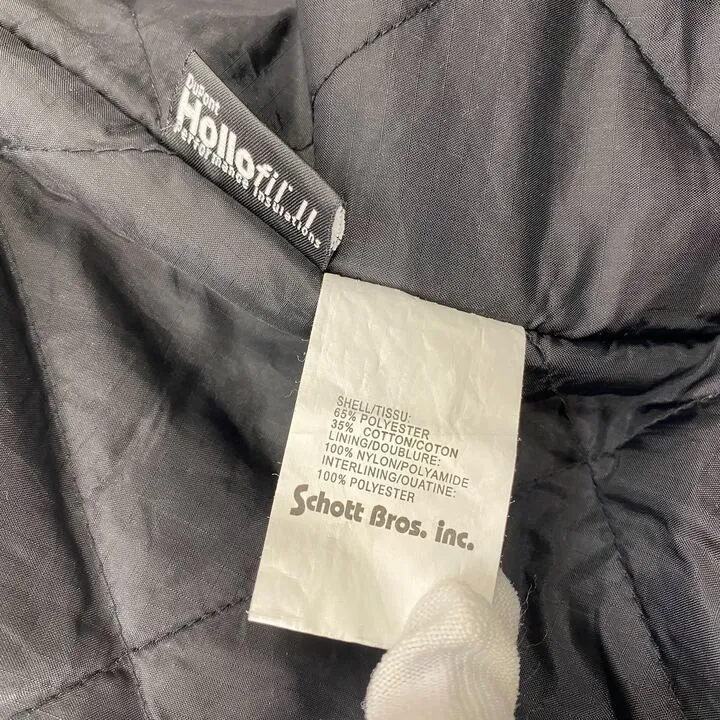 DuPont
Hollofil II
Performance Insulations
SHELL/TISSU:
65% POLYESTER
35% COTTON/COTON
LINING/DOUBLURE:
100% NYLON/POLYAMIDE
INTERLINING/OUATINE:
100% POLYESTER
Schott Bros. inc.